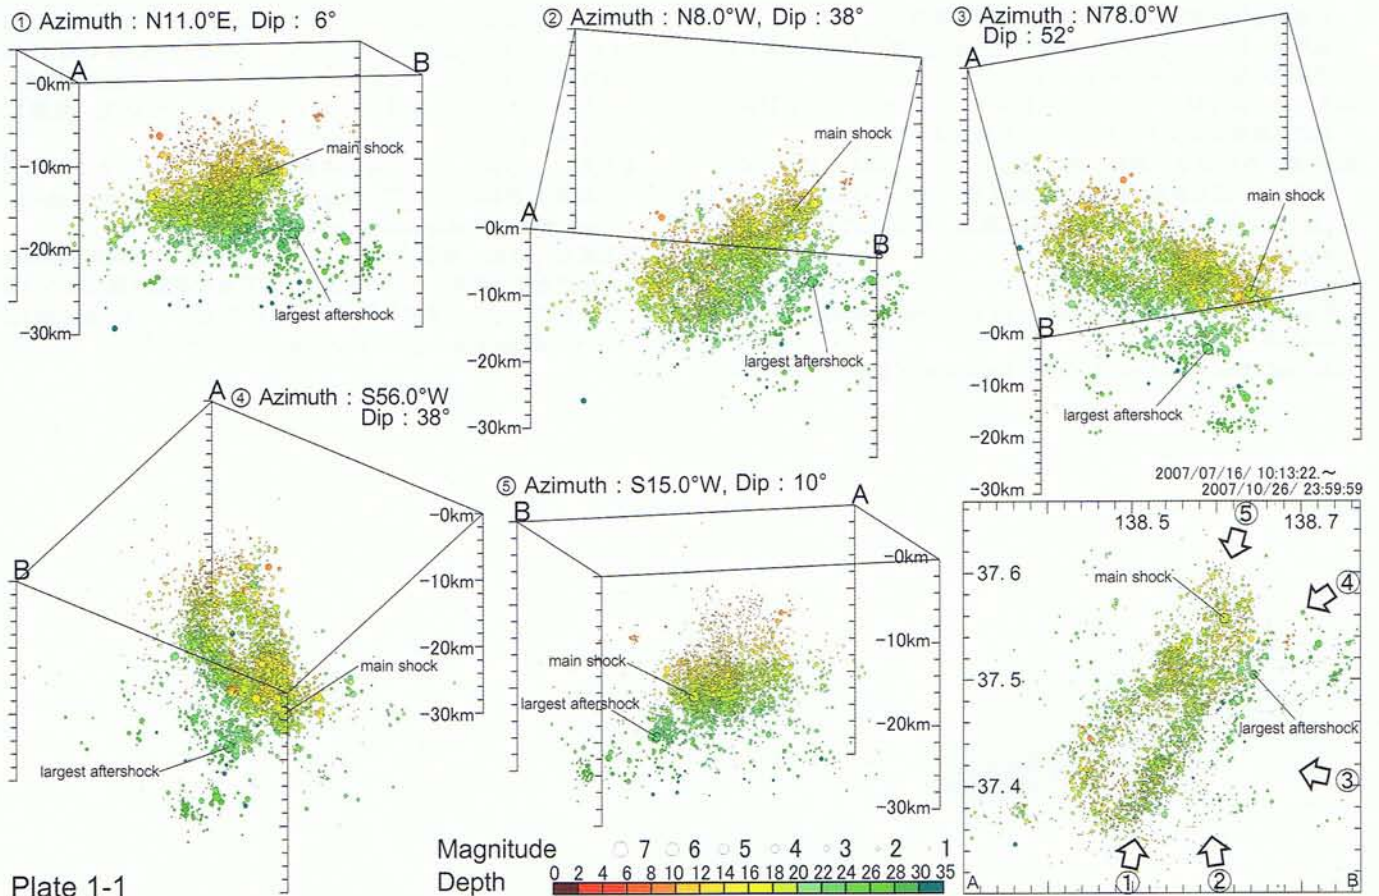 ① Azimuth : N11.0°E, Dip : 6°
A
B
−0km
−10km
−20km
−30km
main shock
largest aftershock
② Azimuth : N8.0°W, Dip : 38°
A
B
−0km
−10km
−20km
−30km
main shock
largest aftershock
③ Azimuth : N78.0°W
Dip : 52°
A
B
−0km
−10km
−20km
−30km
main shock
largest aftershock
④ Azimuth : S56.0°W
Dip : 38°
A
B
−0km
−10km
−20km
−30km
main shock
largest aftershock
⑤ Azimuth : S15.0°W, Dip : 10°
B
A
−0km
−10km
−20km
−30km
main shock
largest aftershock
2007/07/16/ 10:13:22.〜
2007/10/26/ 23:59:59
138.5 138.7
37.6
37.5
37.4
main shock
largest aftershock
⑤
④
③
①
②
A
B
Magnitude 7 6 5 4 3 2 1
Depth 0 2 4 6 8 10 12 14 16 18 20 22 24 26 28 30 35
Plate 1-1